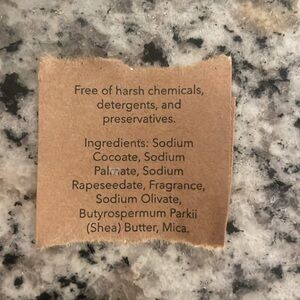 Free of harsh chemicals,
detergents, and
preservatives.
Ingredients: Sodium
Cocoate, Sodium
Palmate, Sodium
Rapeseedate, Fragrance,
Sodium Olivate,
Butyrospermum Parkii
(Shea) Butter, Mica.